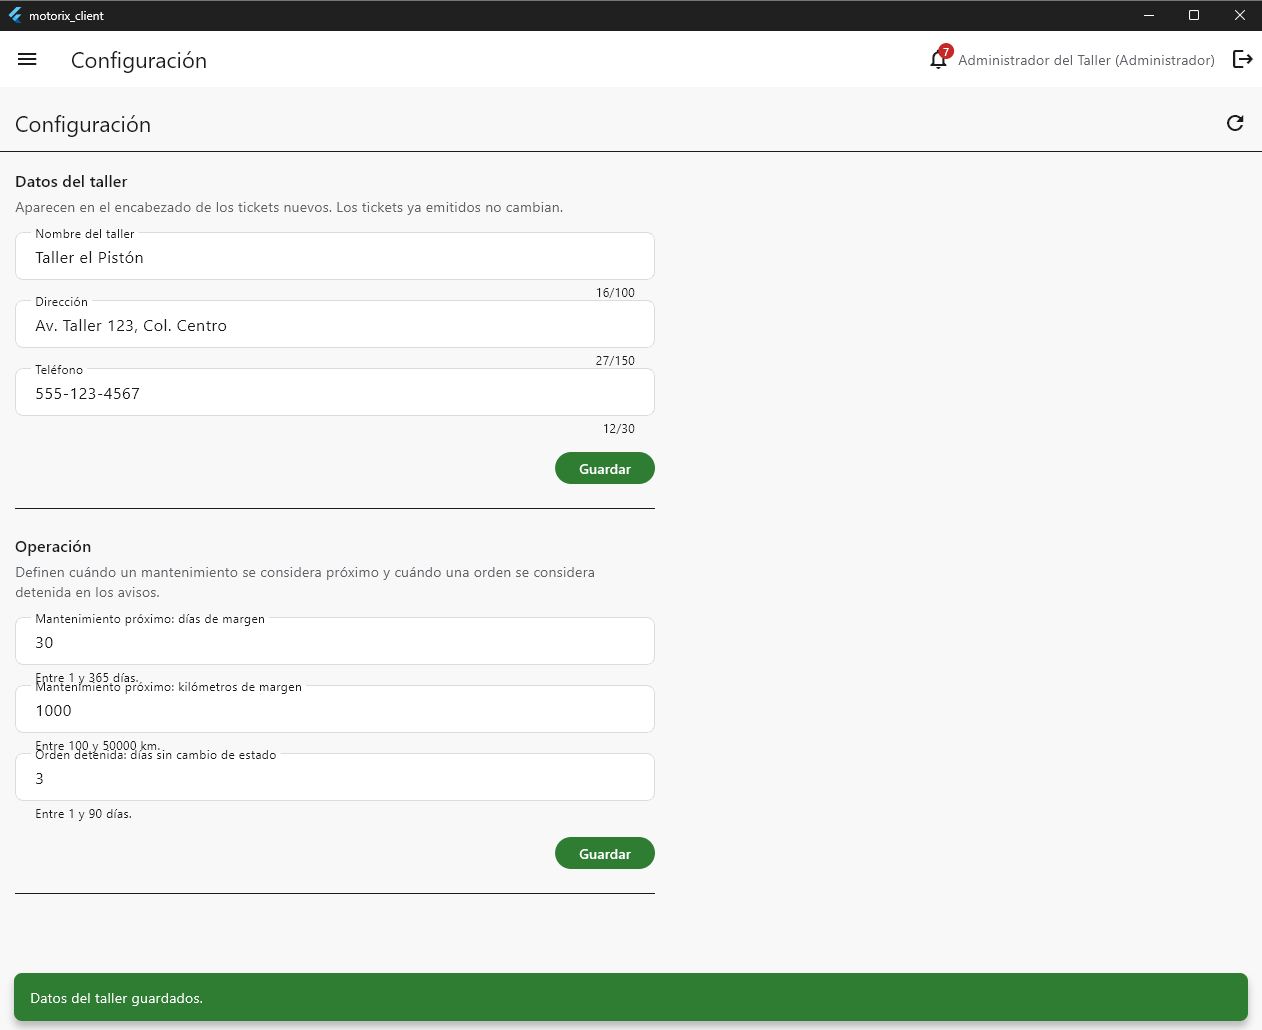 motorix_client
Configuración
7
Administrador del Taller (Administrador)
Configuración
Datos del taller
Aparecen en el encabezado de los tickets nuevos. Los tickets ya emitidos no cambian.
Nombre del taller
Taller el Pistón
16/100
Dirección
Av. Taller 123, Col. Centro
27/150
Teléfono
555-123-4567
12/30
Guardar
Operación
Definen cuándo un mantenimiento se considera próximo y cuándo una orden se considera
detenida en los avisos.
Mantenimiento próximo: días de margen
30
Entre 1 y 365 días.
Mantenimiento próximo: kilómetros de margen
1000
Entre 100 y 50000 km.
Orden detenida: días sin cambio de estado
3
Entre 1 y 90 días.
Guardar
Datos del taller guardados.